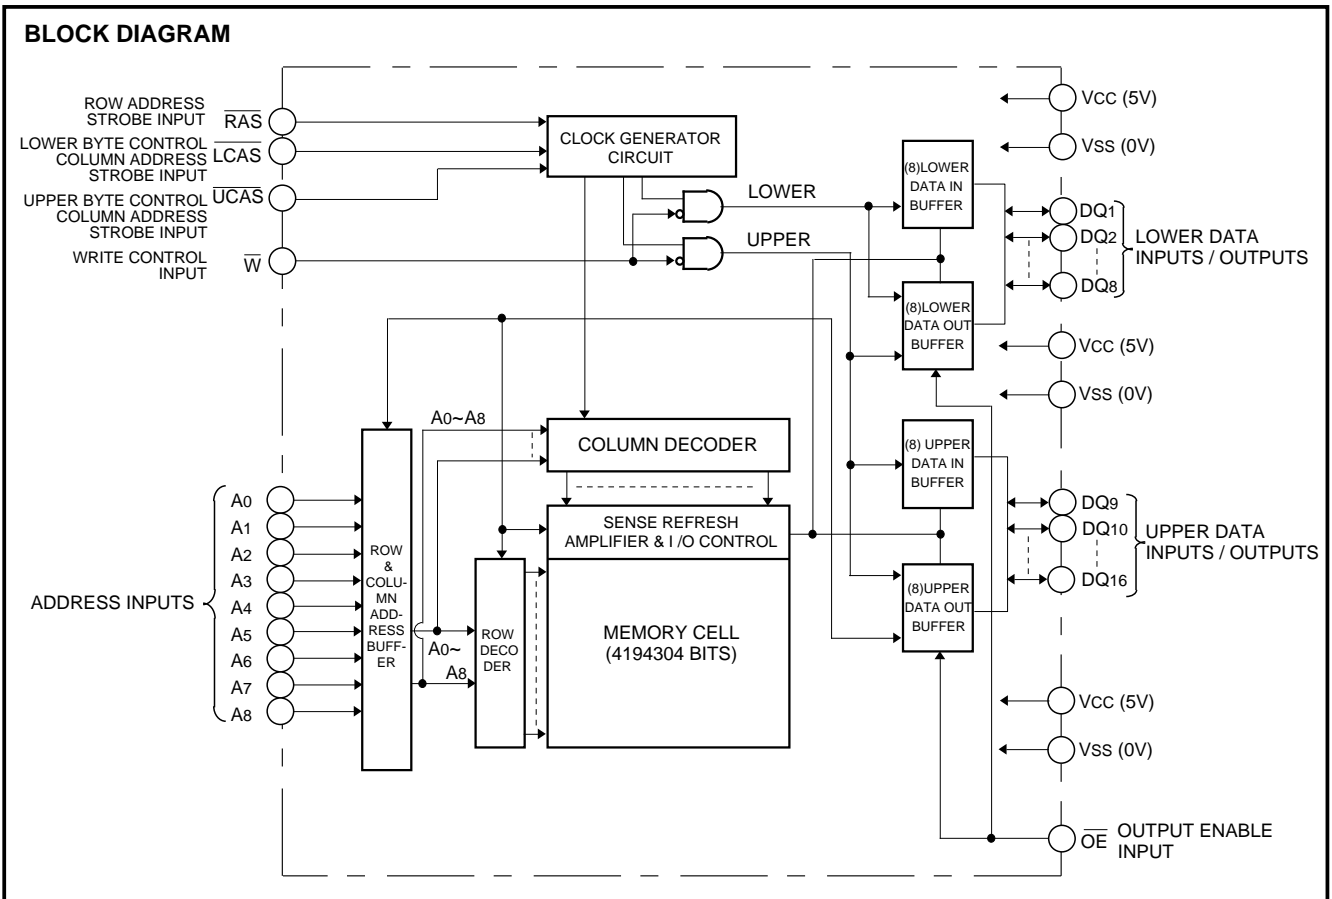 BLOCK DIAGRAM
ROW ADDRESS
STROBE INPUT
RAS
LOWER BYTE CONTROL
COLUMN ADDRESS
STROBE INPUT
LCAS
UPPER BYTE CONTROL
COLUMN ADDRESS
STROBE INPUT
UCAS
WRITE CONTROL
INPUT
W
CLOCK GENERATOR
CIRCUIT
LOWER
UPPER
(8)LOWER
DATA IN
BUFFER
(8)LOWER
DATA OUT
BUFFER
VCC (5V)
VSS (0V)
DQ1
DQ2
DQ8
LOWER DATA
INPUTS / OUTPUTS
VCC (5V)
VSS (0V)
A0~A8
COLUMN DECODER
SENSE REFRESH
AMPLIFIER & I /O CONTROL
MEMORY CELL
(4194304 BITS)
(8) UPPER
DATA IN
BUFFER
(8)UPPER
DATA OUT
BUFFER
DQ9
DQ10
DQ16
UPPER DATA
INPUTS / OUTPUTS
ADDRESS INPUTS
A0
A1
A2
A3
A4
A5
A6
A7
A8
ROW
&
COLU-
MN
ADD-
RESS
BUFF-
ER
A0~
A8
ROW
DECO
DER
VCC (5V)
VSS (0V)
OE
OUTPUT ENABLE
INPUT